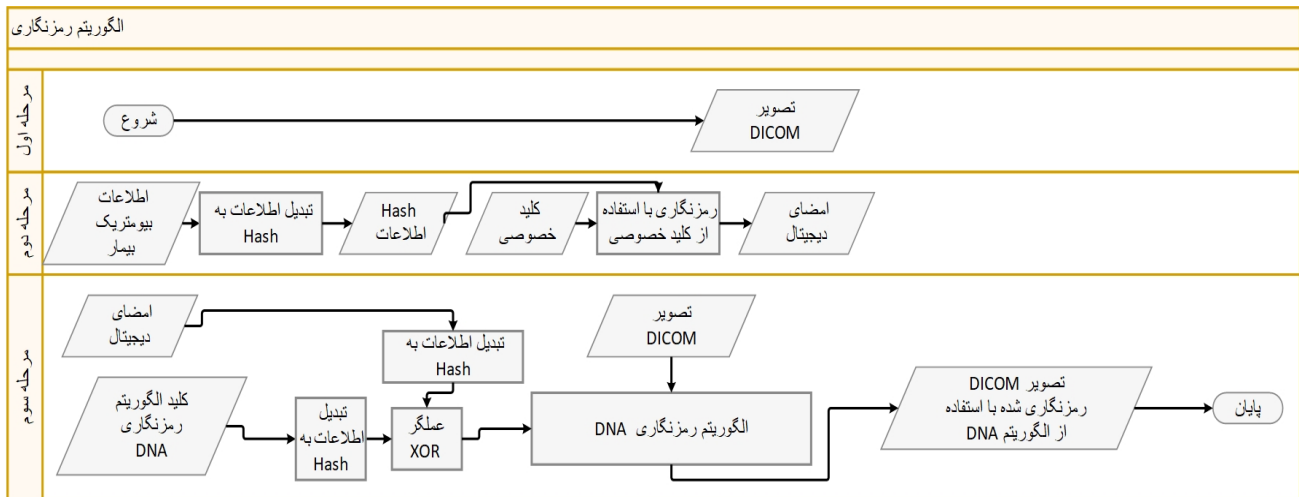 الگوریتم رمزنگاری
مرحله اول
شروع
تصویر
DICOM
مرحله دوم
اطلاعات
بیومتریک
بیمار
تبدیل اطلاعات به
Hash
Hash
اطلاعات
کلید
خصوصی
رمزنگاری با استفاده
از کلید خصوصی
امضای
دیجیتال
مرحله سوم
امضای
دیجیتال
تبدیل اطلاعات به
Hash
تصویر
DICOM
کلید الگوریتم
رمزنگاری
DNA
تبدیل
اطلاعات به
Hash
عملگر
XOR
الگوریتم رمزنگاری DNA
تصویر DICOM
رمزنگاری شده با استفاده
از الگوریتم DNA
پایان